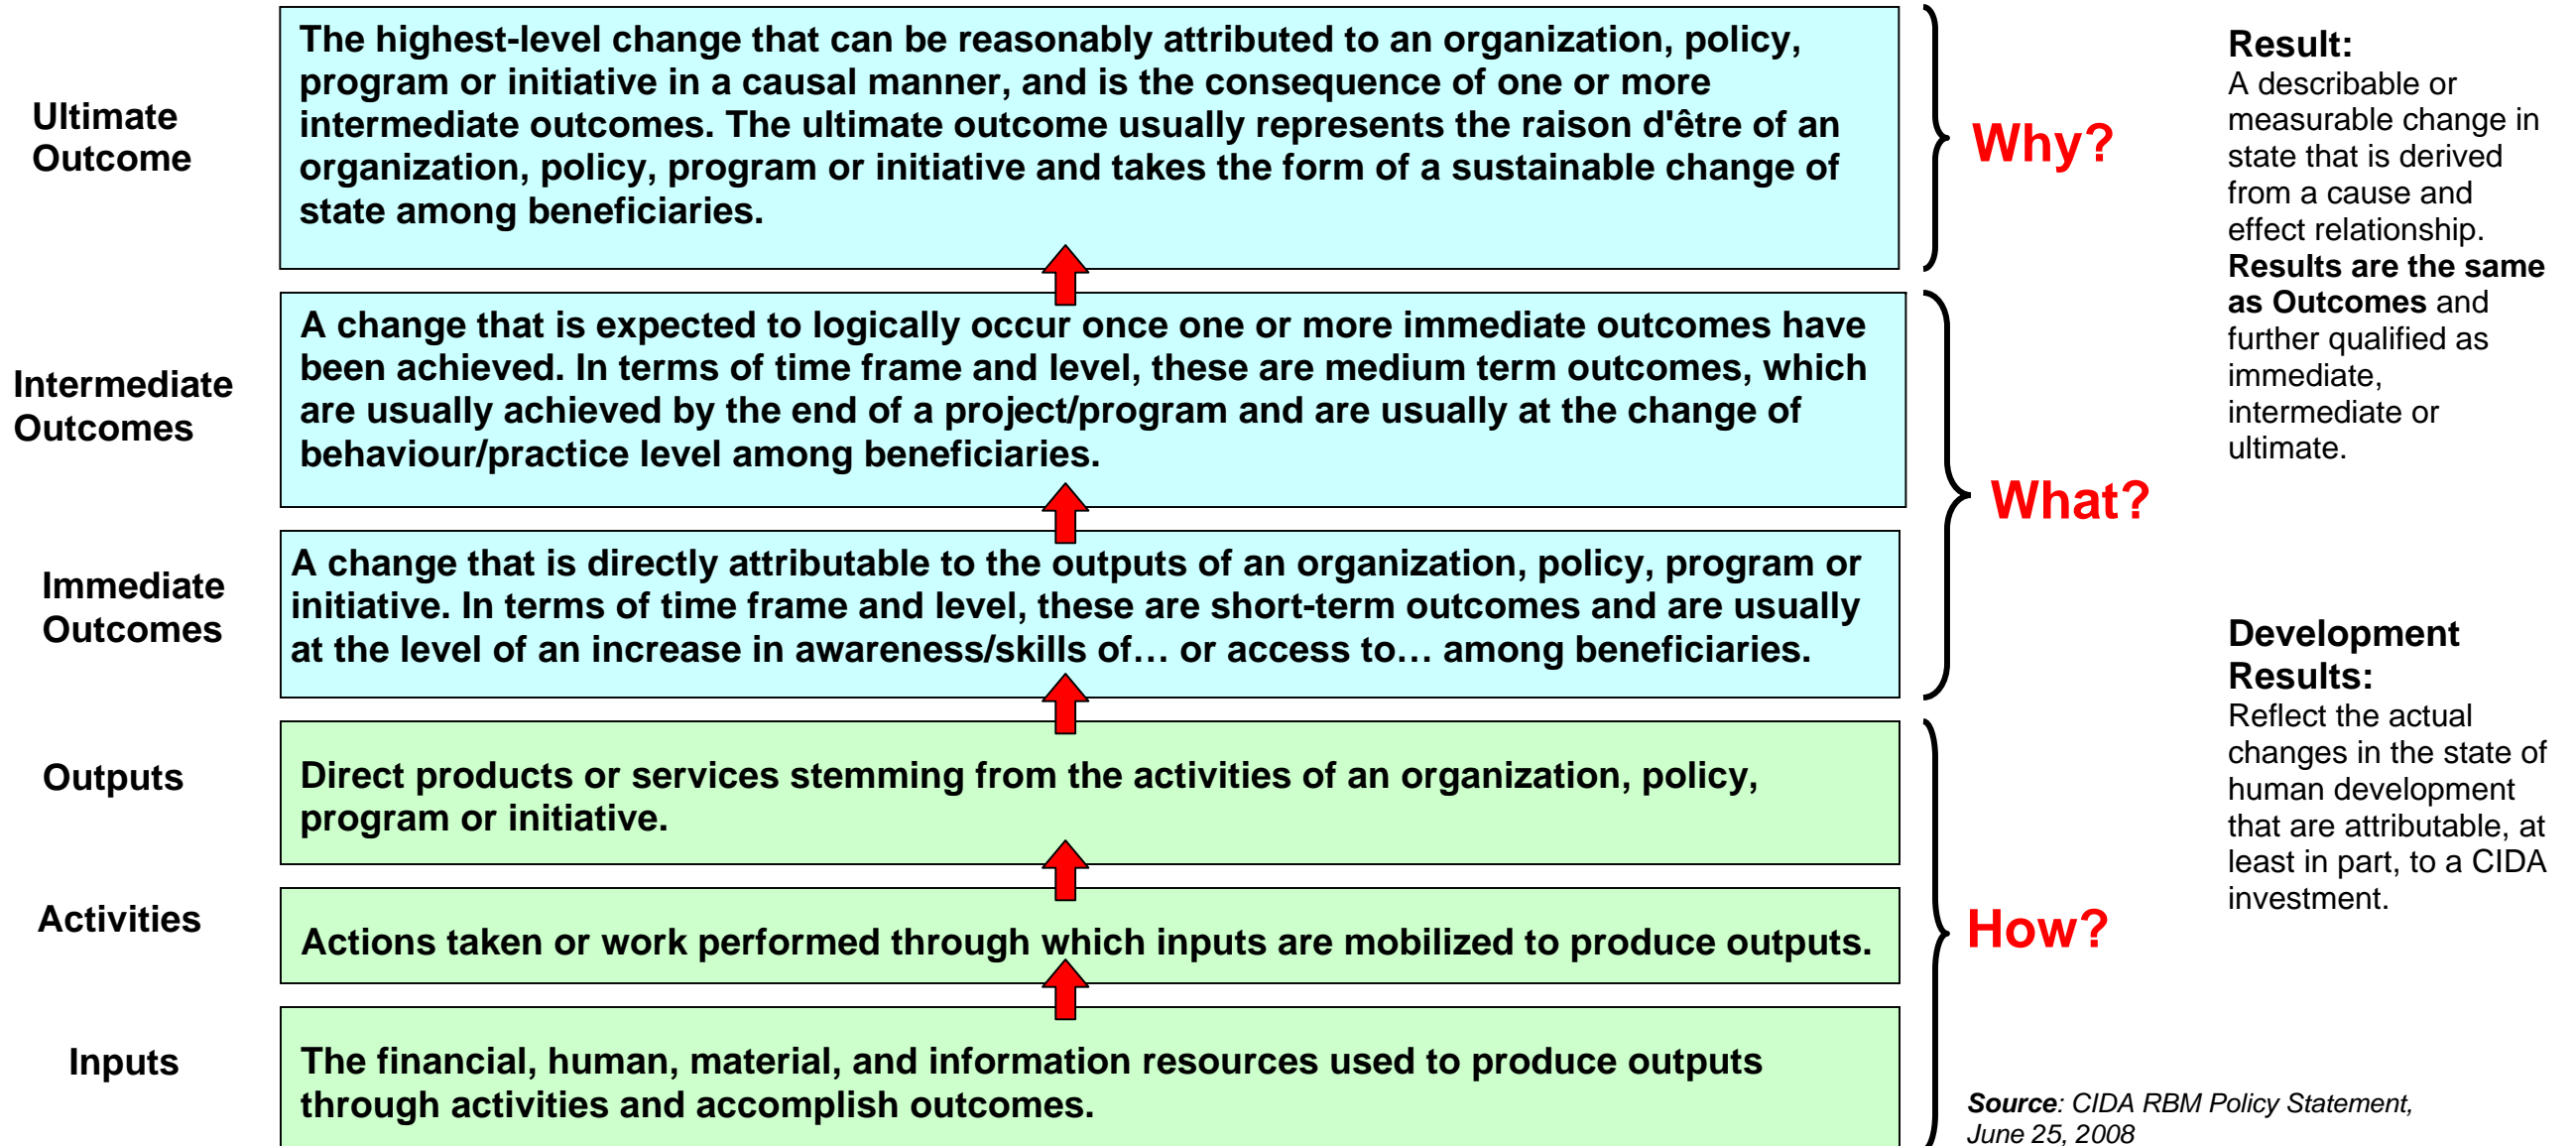 Ultimate
Outcome
The highest-level change that can be reasonably attributed to an organization, policy,
program or initiative in a causal manner, and is the consequence of one or more
intermediate outcomes. The ultimate outcome usually represents the raison d'être of an
organization, policy, program or initiative and takes the form of a sustainable change of
state among beneficiaries.
Why?
Intermediate
Outcomes
A change that is expected to logically occur once one or more immediate outcomes have
been achieved. In terms of time frame and level, these are medium term outcomes, which
are usually achieved by the end of a project/program and are usually at the change of
behaviour/practice level among beneficiaries.
What?
Immediate
Outcomes
A change that is directly attributable to the outputs of an organization, policy, program or
initiative. In terms of time frame and level, these are short-term outcomes and are usually
at the level of an increase in awareness/skills of… or access to… among beneficiaries.
Outputs
Direct products or services stemming from the activities of an organization, policy,
program or initiative.
Activities
Actions taken or work performed through which inputs are mobilized to produce outputs.
How?
Inputs
The financial, human, material, and information resources used to produce outputs
through activities and accomplish outcomes.
Result:
A describable or
measurable change in
state that is derived
from a cause and
effect relationship.
Results are the same
as Outcomes and
further qualified as
immediate,
intermediate or
ultimate.
Development
Results:
Reflect the actual
changes in the state of
human development
that are attributable, at
least in part, to a CIDA
investment.
Source: CIDA RBM Policy Statement,
June 25, 2008